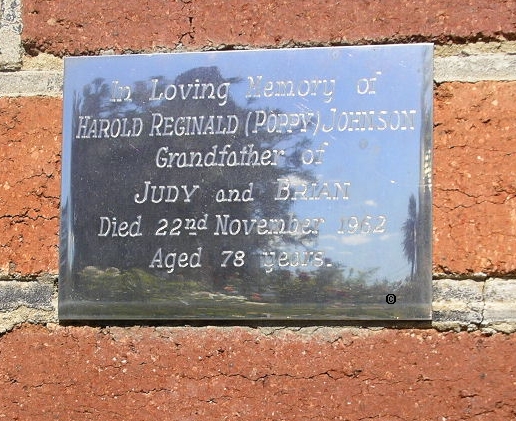 In Loving Memory of
HAROLD REGINALD (POPPY) JOHNSON
Grandfather of
JUDY and BRIAN
Died 22nd November 1952
Aged 78 years.
©